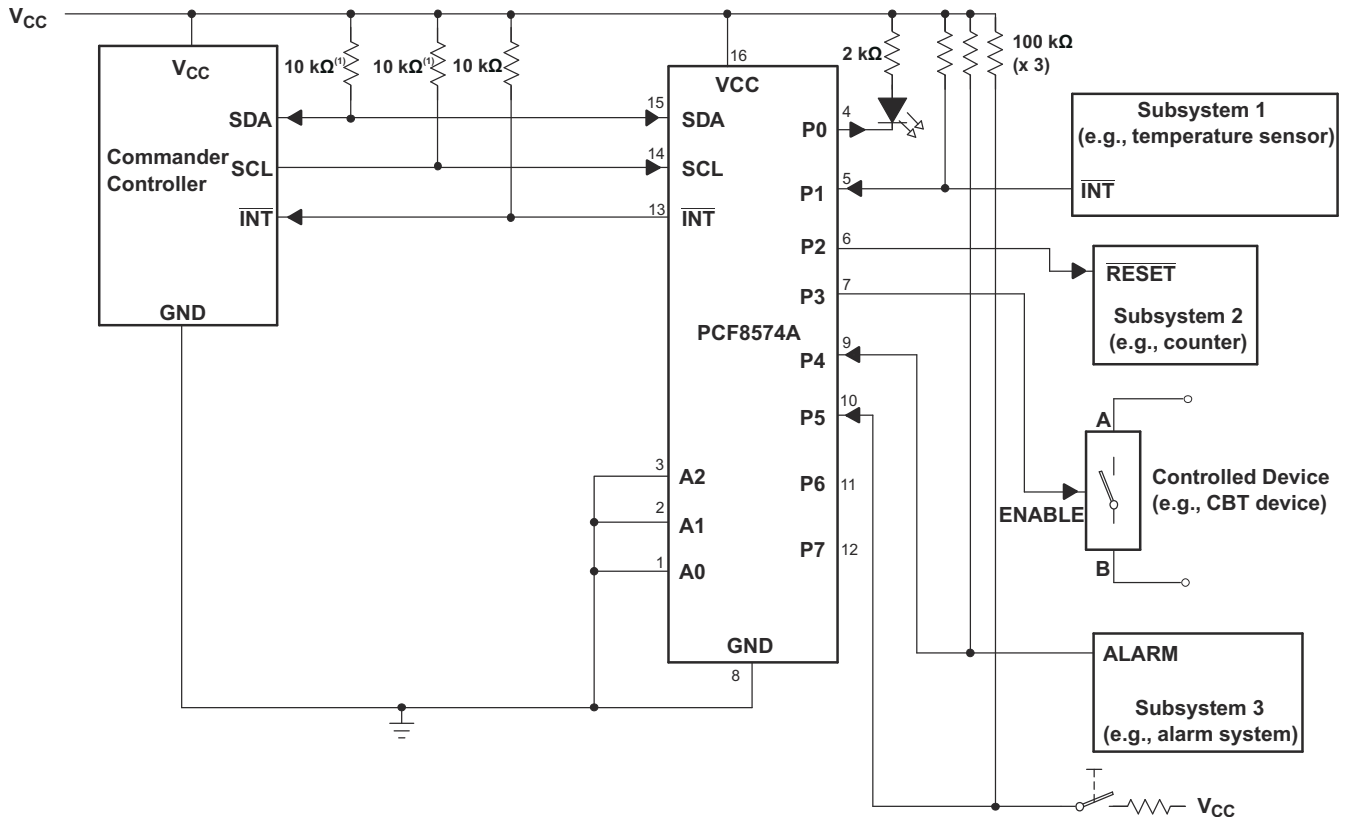 VCC
VCC
10 kΩ(1)
10 kΩ(1)
10 kΩ
SDA
Commander
Controller
SCL
INT
GND
16
VCC
15
SDA
14
SCL
13
INT
PCF8574A
3
A2
2
A1
1
A0
GND
8
P0
4
P1
5
P2
6
P3
7
P4
9
P5
10
P6
11
P7
12
2 kΩ
100 kΩ
(x 3)
Subsystem 1
(e.g., temperature sensor)
INT
RESET
Subsystem 2
(e.g., counter)
A
Controlled Device
(e.g., CBT device)
ENABLE
B
ALARM
Subsystem 3
(e.g., alarm system)
VCC